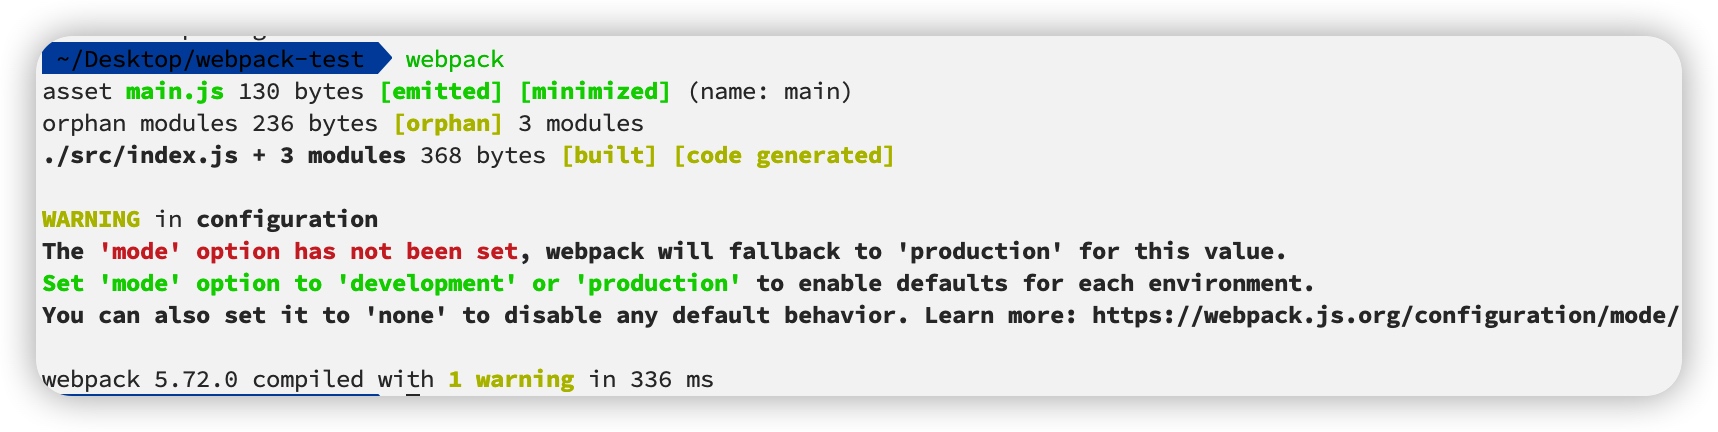 ~/Desktop/webpack-test webpack
asset main.js 130 bytes [emitted] [minimized] (name: main)
orphan modules 236 bytes [orphan] 3 modules
./src/index.js + 3 modules 368 bytes [built] [code generated]
WARNING in configuration
The 'mode' option has not been set, webpack will fallback to 'production' for this value.
Set 'mode' option to 'development' or 'production' to enable defaults for each environment.
You can also set it to 'none' to disable any default behavior. Learn more: https://webpack.js.org/configuration/mode/
webpack 5.72.0 compiled with 1 warning in 336 ms